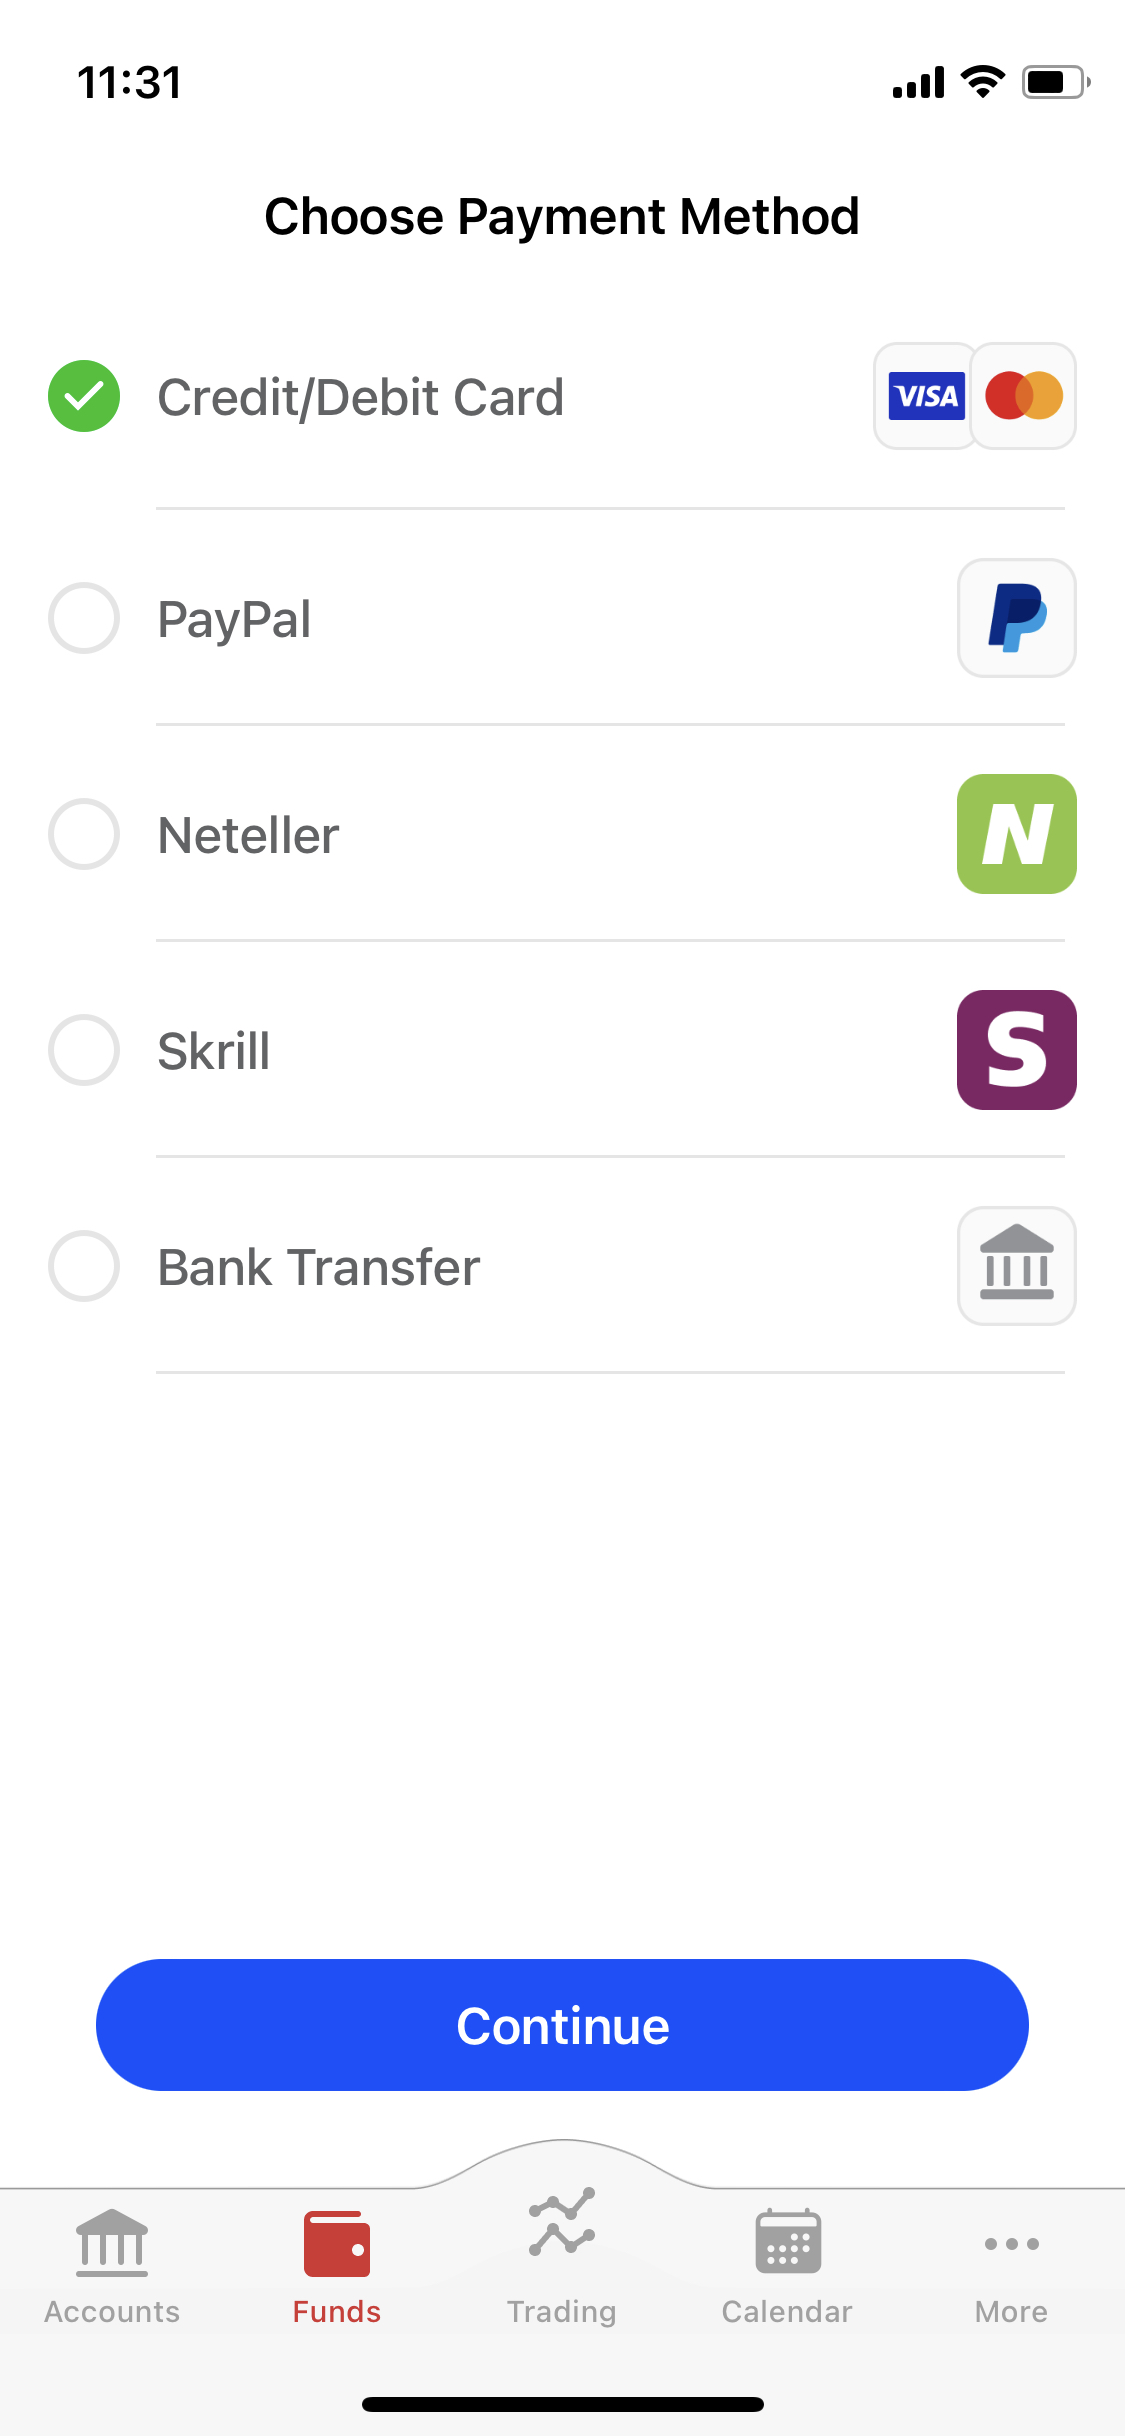 11:31
Choose Payment Method
Credit/Debit Card
VISA
PayPal
Neteller
N
Skrill
S
Bank Transfer
Continue
Accounts
Funds
Trading
Calendar
More